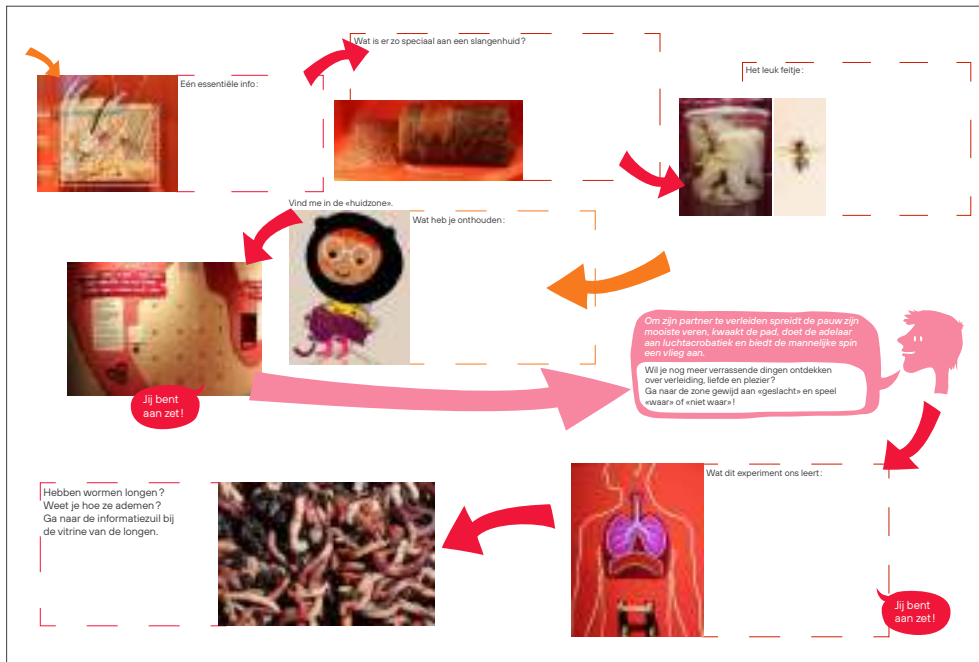 Eén essentiële info :
Wat is er zo speciaal aan een slangenhuid ?
Het leuk feitje :
Vind me in de «huidzone».
Wat heb je onthouden :
Jij bent
aan zet !
Om zijn partner te verleiden spreidt de pauw zijn
mooiste veren, kwaakt de pad, doet de adelaar
aan luchtacrobatiek en biedt de mannelijke spin
een vlieg aan.
Wil je nog meer verrassende dingen ontdekken
over verleiding, liefde en plezier ?
Ga naar de zone gewijd aan «geslacht» en speel
«waar» of «niet waar» !
Wat dit experiment ons leert :
Jij bent
aan zet !
Hebben wormen longen ?
Weet je hoe ze ademen ?
Ga naar de informatiezuil bij
de vitrine van de longen.